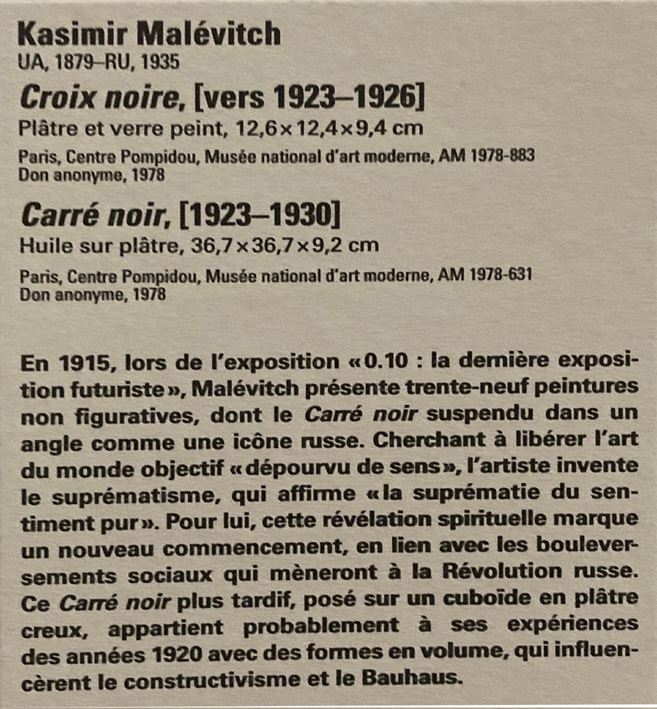 Kasimir Malévitch
UA, 1879–RU, 1935
Croix noire, [vers 1923–1926]
Plâtre et verre peint, 12,6×12,4×9,4 cm
Paris, Centre Pompidou, Musée national d'art moderne, AM 1978-883
Don anonyme, 1978
Carré noir, [1923–1930]
Huile sur plâtre, 36,7×36,7×9,2 cm
Paris, Centre Pompidou, Musée national d'art moderne, AM 1978-631
Don anonyme, 1978
En 1915, lors de l'exposition «0.10 : la dernière exposi-
tion futuriste», Malévitch présente trente-neuf peintures
non figuratives, dont le Carré noir suspendu dans un
angle comme une icône russe. Cherchant à libérer l'art
du monde objectif «dépourvu de sens», l'artiste invente
le suprématisme, qui affirme «la suprématie du sen-
timent pur». Pour lui, cette révélation spirituelle marque
un nouveau commencement, en lien avec les boulever-
sements sociaux qui mèneront à la Révolution russe.
Ce Carré noir plus tardif, posé sur un cuboïde en plâtre
creux, appartient probablement à ses expériences
des années 1920 avec des formes en volume, qui influen-
cèrent le constructivisme et le Bauhaus.